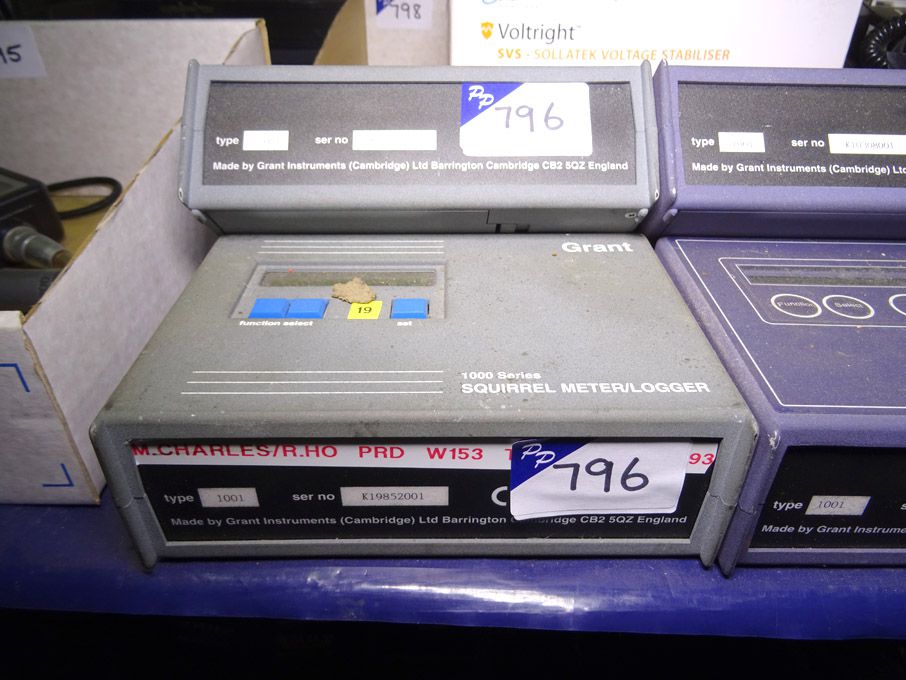 95
PP 798
Voltright™
SVS - SOLLATEK VOLTAGE STABILISER
type ser no
PP 796
Made by Grant Instruments (Cambridge) Ltd Barrington Cambridge CB2 5QZ England
type ser no
Made by Grant Instruments (Cambridge) Ltd
Grant
19
function select set
1000 Series
SQUIRREL METER/LOGGER
Function Select
M.CHARLES/R.HO PRD W153 93
PP 796
type 1001 ser no K19852001
Made by Grant Instruments (Cambridge) Ltd Barrington Cambridge CB2 5QZ England
type 1001
Made by Grant